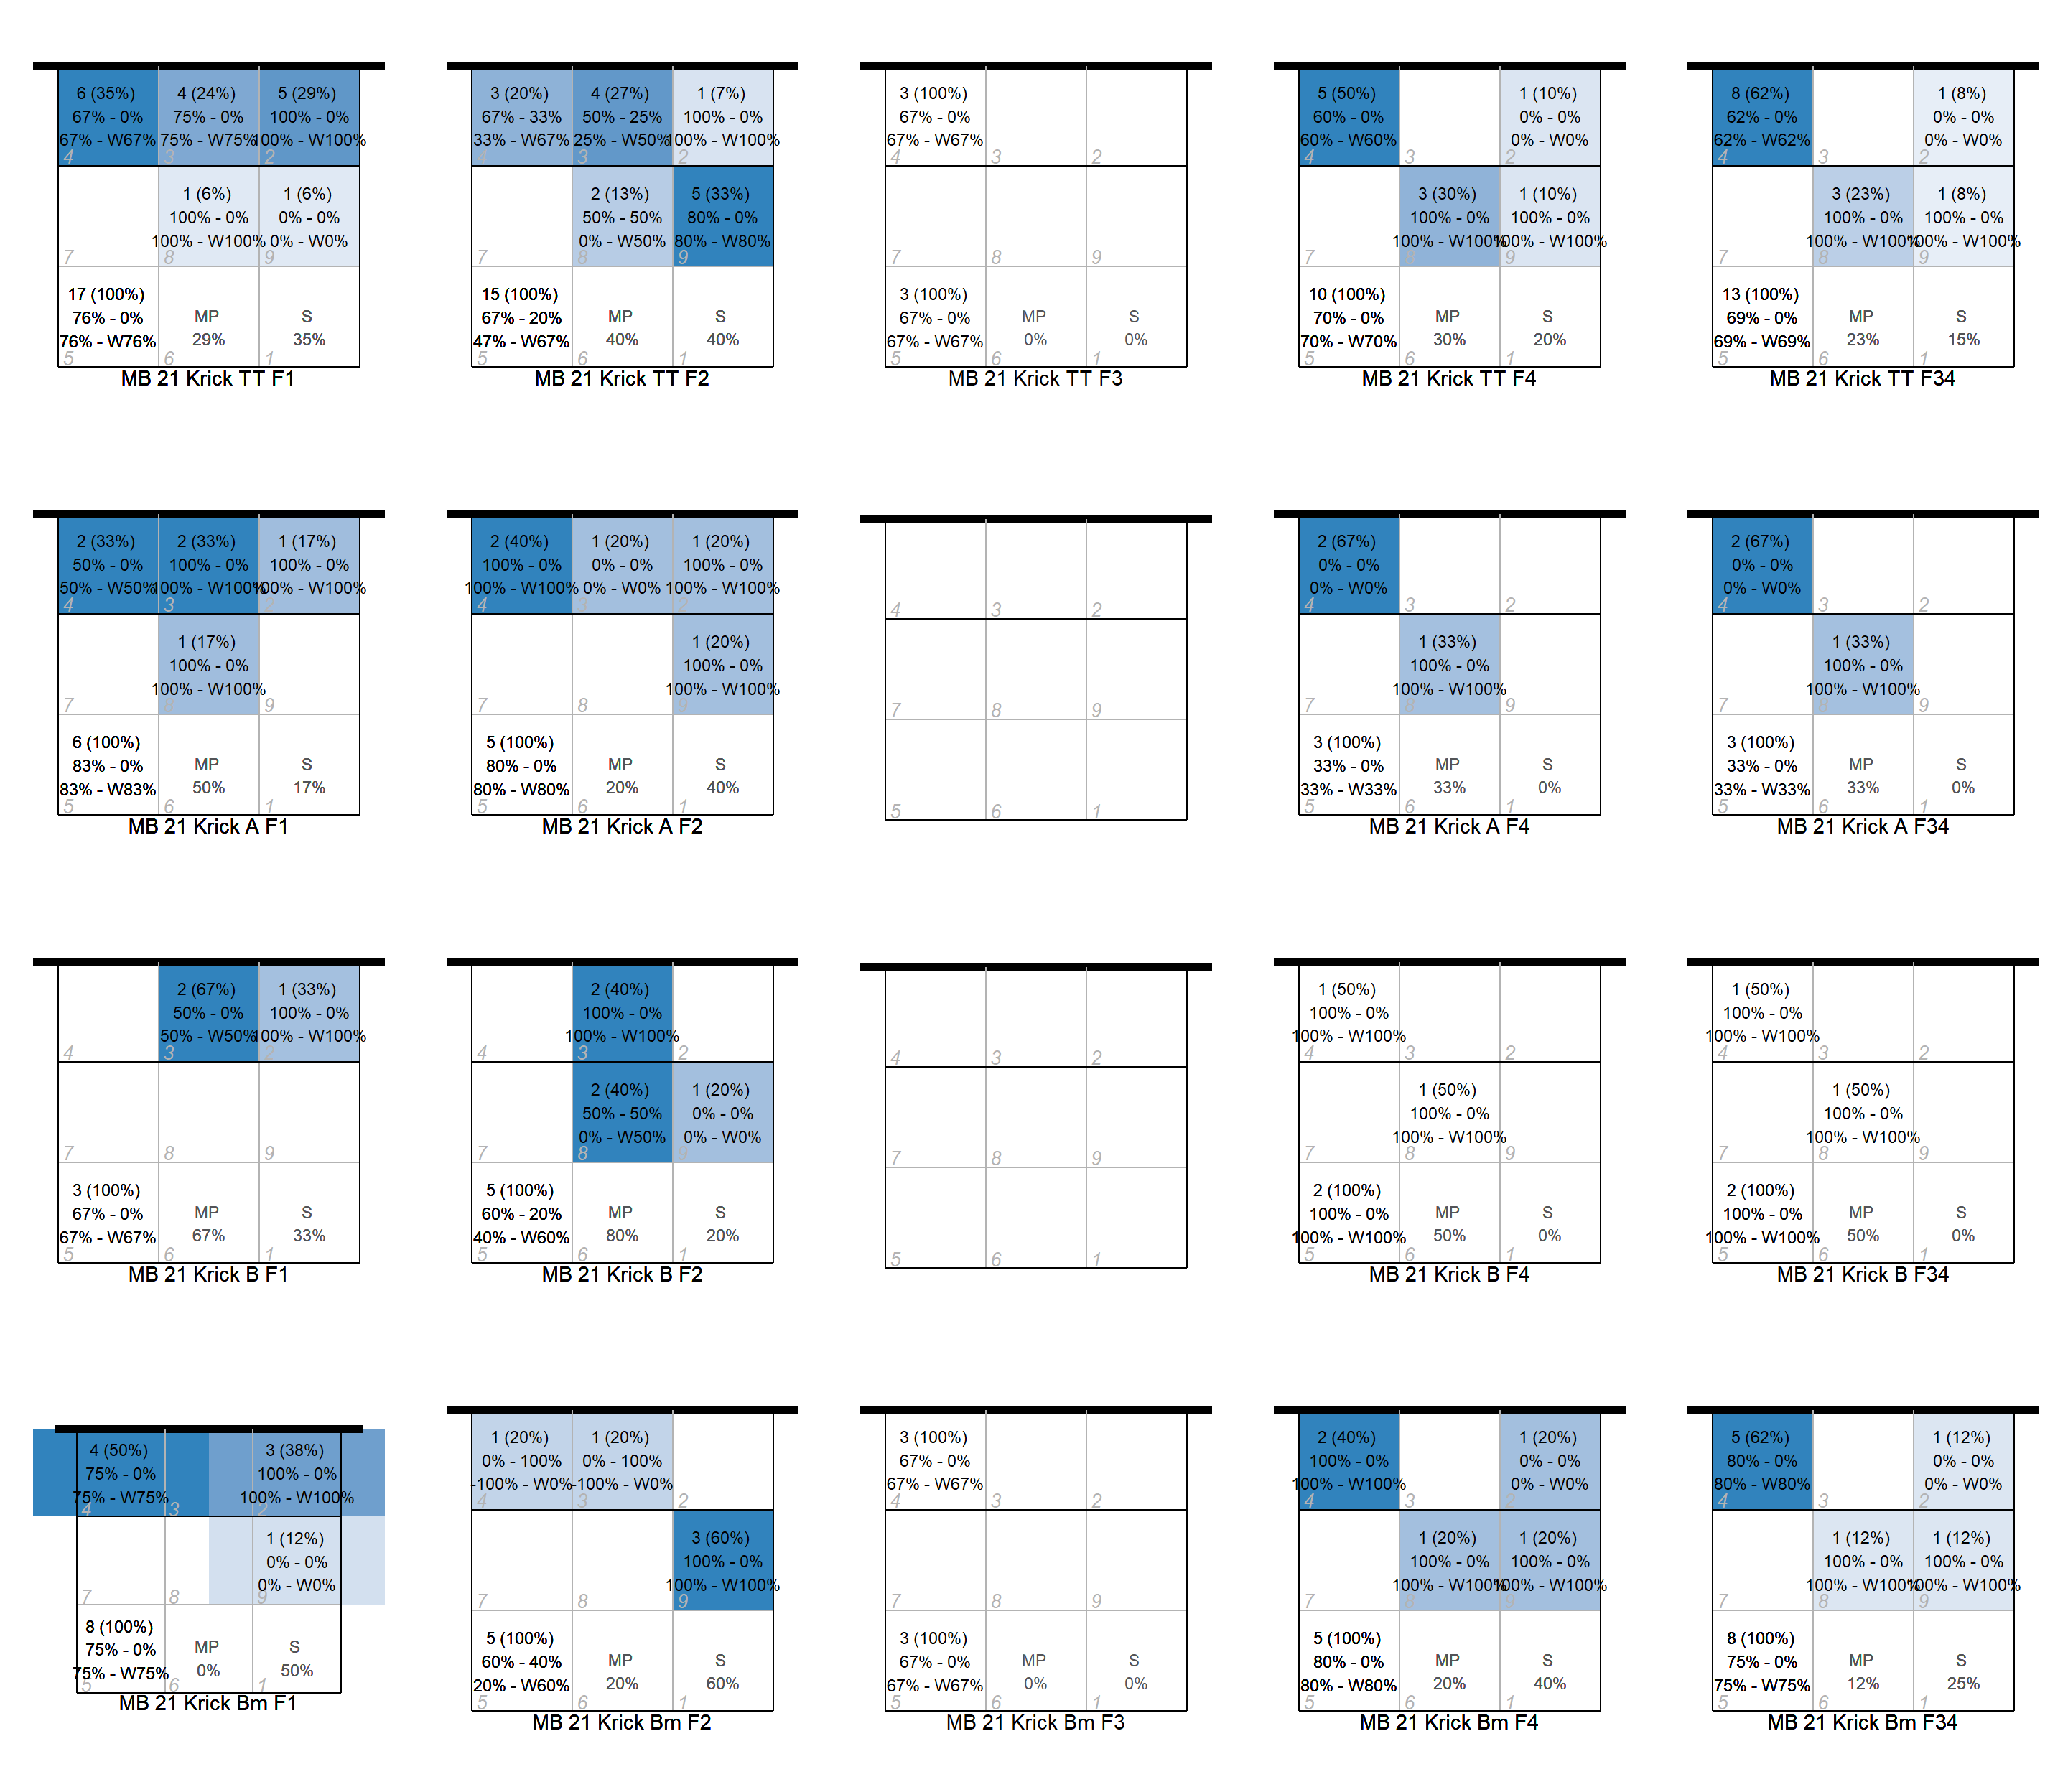 6 (35%) 4 (24%) 5 (29%)
67% - 0% 75% - 0% 100% - 0%
67% - W67% 75% - W75% 100% - W100%
4 3 2
1 (6%) 1 (6%)
100% - 0% 0% - 0%
100% - W100% 0% - W0%
7 8 9
17 (100%)
76% - 0% MP S
76% - W76% 29% 35%
5 6 1
MB 21 Krick TT F1
3 (20%) 4 (27%) 1 (7%)
67% - 33% 50% - 25% 100% - 0%
33% - W67% 25% - W50% 100% - W100%
4 3 2
2 (13%) 5 (33%)
50% - 50% 80% - 0%
0% - W50% 80% - W80%
7 8 9
15 (100%)
67% - 20% MP S
47% - W67% 40% 40%
5 6 1
MB 21 Krick TT F2
3 (100%)
67% - 0%
67% - W67%
4 3 2
7 8 9
3 (100%)
67% - 0% MP S
67% - W67% 0% 0%
5 6 1
MB 21 Krick TT F3
5 (50%) 1 (10%)
60% - 0% 0% - 0%
60% - W60% 0% - W0%
4 3 2
3 (30%) 1 (10%)
100% - 0% 100% - 0%
100% - W100% 100% - W100%
7 8 9
10 (100%)
70% - 0% MP S
70% - W70% 30% 20%
5 6 1
MB 21 Krick TT F4
8 (62%) 1 (8%)
62% - 0% 0% - 0%
62% - W62% 0% - W0%
4 3 2
3 (23%) 1 (8%)
100% - 0% 100% - 0%
100% - W100% 100% - W100%
7 8 9
13 (100%)
69% - 0% MP S
69% - W69% 23% 15%
5 6 1
MB 21 Krick TT F34
2 (33%) 2 (33%) 1 (17%)
50% - 0% 100% - 0% 100% - 0%
50% - W50% 100% - W100% 100% - W100%
4 3 2
1 (17%)
100% - 0%
100% - W100%
7 8 9
6 (100%)
83% - 0% MP S
83% - W83% 50% 17%
5 6 1
MB 21 Krick A F1
2 (40%) 1 (20%) 1 (20%)
100% - 0% 0% - 0% 100% - 0%
100% - W100% 0% - W0% 100% - W100%
4 3 2
1 (20%)
100% - 0%
100% - W100%
7 8 9
5 (100%)
80% - 0% MP S
80% - W80% 20% 40%
5 6 1
MB 21 Krick A F2
4 3 2
7 8 9
5 6 1
2 (67%)
0% - 0%
0% - W0%
4 3 2
1 (33%)
100% - 0%
100% - W100%
7 8 9
3 (100%)
33% - 0% MP S
33% - W33% 33% 0%
5 6 1
MB 21 Krick A F4
2 (67%)
0% - 0%
0% - W0%
4 3 2
1 (33%)
100% - 0%
100% - W100%
7 8 9
3 (100%)
33% - 0% MP S
33% - W33% 33% 0%
5 6 1
MB 21 Krick A F34
2 (67%) 1 (33%)
50% - 0% 100% - 0%
50% - W50% 100% - W100%
4 3 2
7 8 9
3 (100%)
67% - 0% MP S
67% - W67% 67% 33%
5 6 1
MB 21 Krick B F1
2 (40%)
100% - 0%
100% - W100%
4 3 2
2 (40%) 1 (20%)
50% - 50% 0% - 0%
0% - W50% 0% - W0%
7 8 9
5 (100%)
60% - 20% MP S
40% - W60% 80% 20%
5 6 1
MB 21 Krick B F2
4 3 2
7 8 9
5 6 1
1 (50%)
100% - 0%
100% - W100%
4 3 2
1 (50%)
100% - 0%
100% - W100%
7 8 9
2 (100%)
100% - 0% MP S
100% - W100% 50% 0%
5 6 1
MB 21 Krick B F4
1 (50%)
100% - 0%
100% - W100%
4 3 2
1 (50%)
100% - 0%
100% - W100%
7 8 9
2 (100%)
100% - 0% MP S
100% - W100% 50% 0%
5 6 1
MB 21 Krick B F34
4 (50%) 3 (38%)
75% - 0% 100% - 0%
75% - W75% 100% - W100%
4 3 2
1 (12%)
0% - 0%
0% - W0%
7 8 9
8 (100%)
75% - 0% MP S
75% - W75% 0% 50%
5 6 1
MB 21 Krick Bm F1
1 (20%) 1 (20%)
0% - 100% 0% - 100%
-100% - W0% -100% - W0%
4 3 2
3 (60%)
100% - 0%
100% - W100%
7 8 9
5 (100%)
60% - 40% MP S
20% - W60% 20% 60%
5 6 1
MB 21 Krick Bm F2
3 (100%)
67% - 0%
67% - W67%
4 3 2
7 8 9
3 (100%)
67% - 0% MP S
67% - W67% 0% 0%
5 6 1
MB 21 Krick Bm F3
2 (40%) 1 (20%)
100% - 0% 0% - 0%
100% - W100% 0% - W0%
4 3 2
1 (20%) 1 (20%)
100% - 0% 100% - 0%
100% - W100% 100% - W100%
7 8 9
5 (100%)
80% - 0% MP S
80% - W80% 20% 40%
5 6 1
MB 21 Krick Bm F4
5 (62%) 1 (12%)
80% - 0% 0% - 0%
80% - W80% 0% - W0%
4 3 2
1 (12%) 1 (12%)
100% - 0% 100% - 0%
100% - W100% 100% - W100%
7 8 9
8 (100%)
75% - 0% MP S
75% - W75% 12% 25%
5 6 1
MB 21 Krick Bm F34